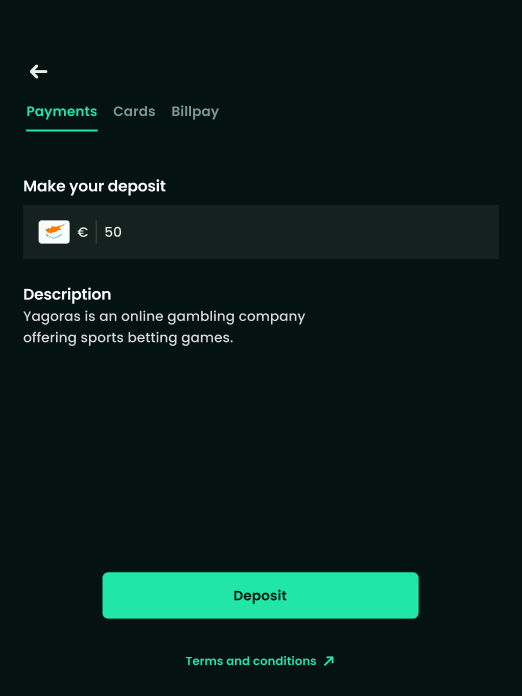 Payments Cards Billpay
Make your deposit
€ 50
Description
Yagoras is an online gambling company
offering sports betting games.
Deposit
Terms and conditions